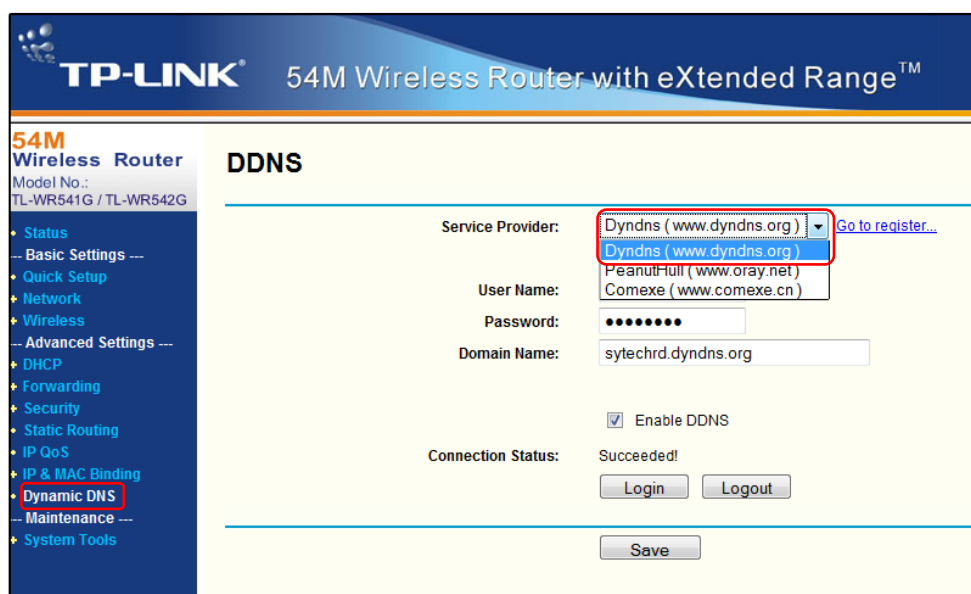 TP-LINK® 54M Wireless Router with eXtended Range™
54M
Wireless Router
Model No.:
TL-WR541G / TL-WR542G
Status
--- Basic Settings ---
Quick Setup
Network
Wireless
--- Advanced Settings ---
DHCP
Forwarding
Security
Static Routing
IP QoS
IP & MAC Binding
Dynamic DNS
--- Maintenance ---
System Tools
DDNS
Service Provider: Dyndns ( www.dyndns.org ) Go to register...
Dyndns ( www.dyndns.org )
PeanutHull ( www.oray.net )
Comexe ( www.comexe.cn )
User Name:
Password: ●●●●●●●●
Domain Name: sytechrd.dyndns.org
Enable DDNS
Connection Status: Succeeded!
Login Logout
Save